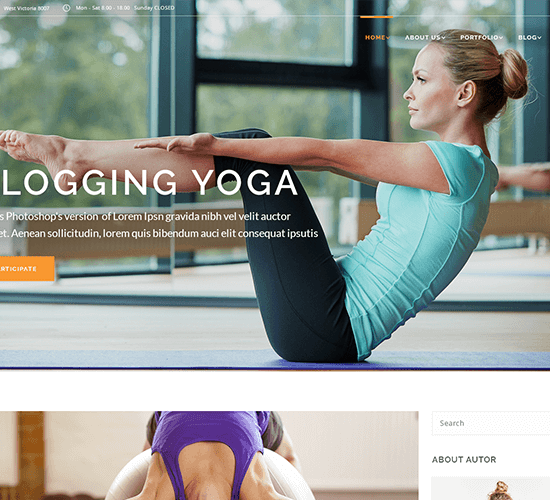 West Victoria 8007 Mon - Sat 8.00 - 18.00 Sunday CLOSED
HOME ABOUT US PORTFOLIO BLOG
LOGGING YOGA
s Photoshop's version of Lorem Ipsn gravida nibh vel velit auctor
et. Aenean sollicitudin, lorem quis bibendum auci elit consequat ipsutis
ARTICIPATE
Search
ABOUT AUTOR